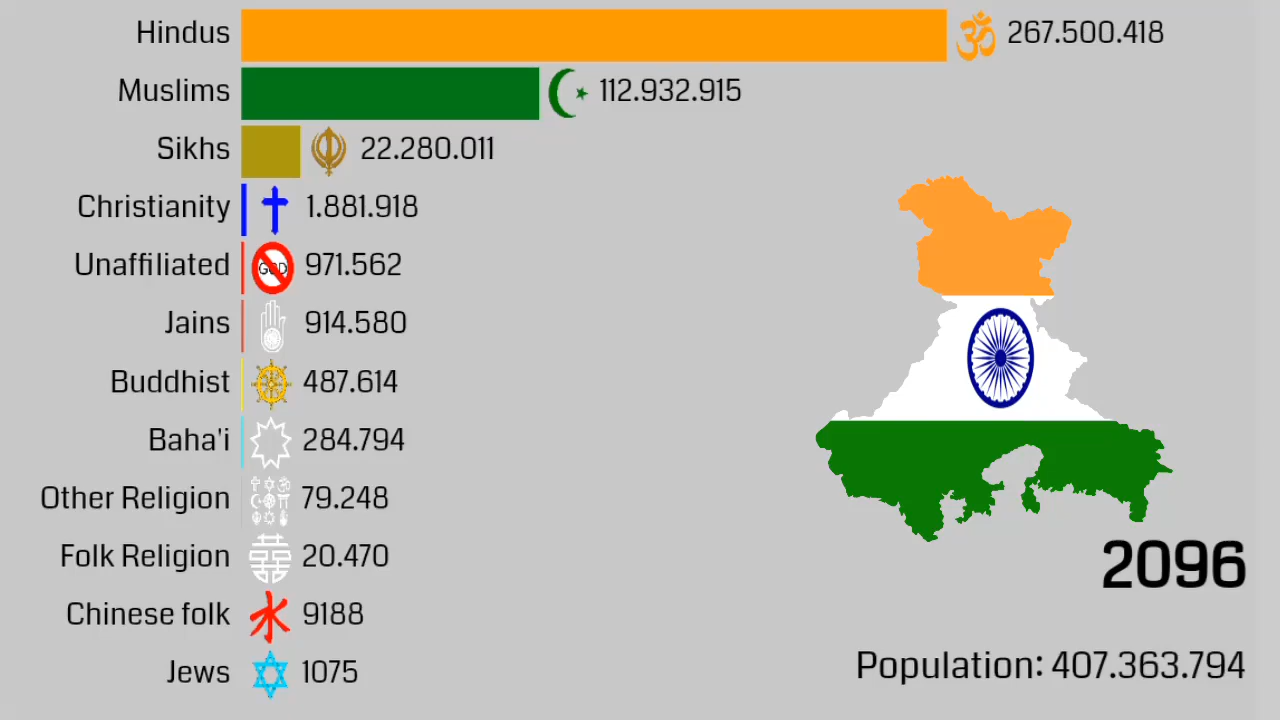 Hindus 267.500.418
Muslims 112.932.915
Sikhs 22.280.011
Christianity 1.881.918
Unaffiliated GOD 971.562
Jains 914.580
Buddhist 487.614
Baha'i 284.794
Other Religion 79.248
Folk Religion 20.470
Chinese folk 9188
Jews 1075
2096
Population: 407.363.794